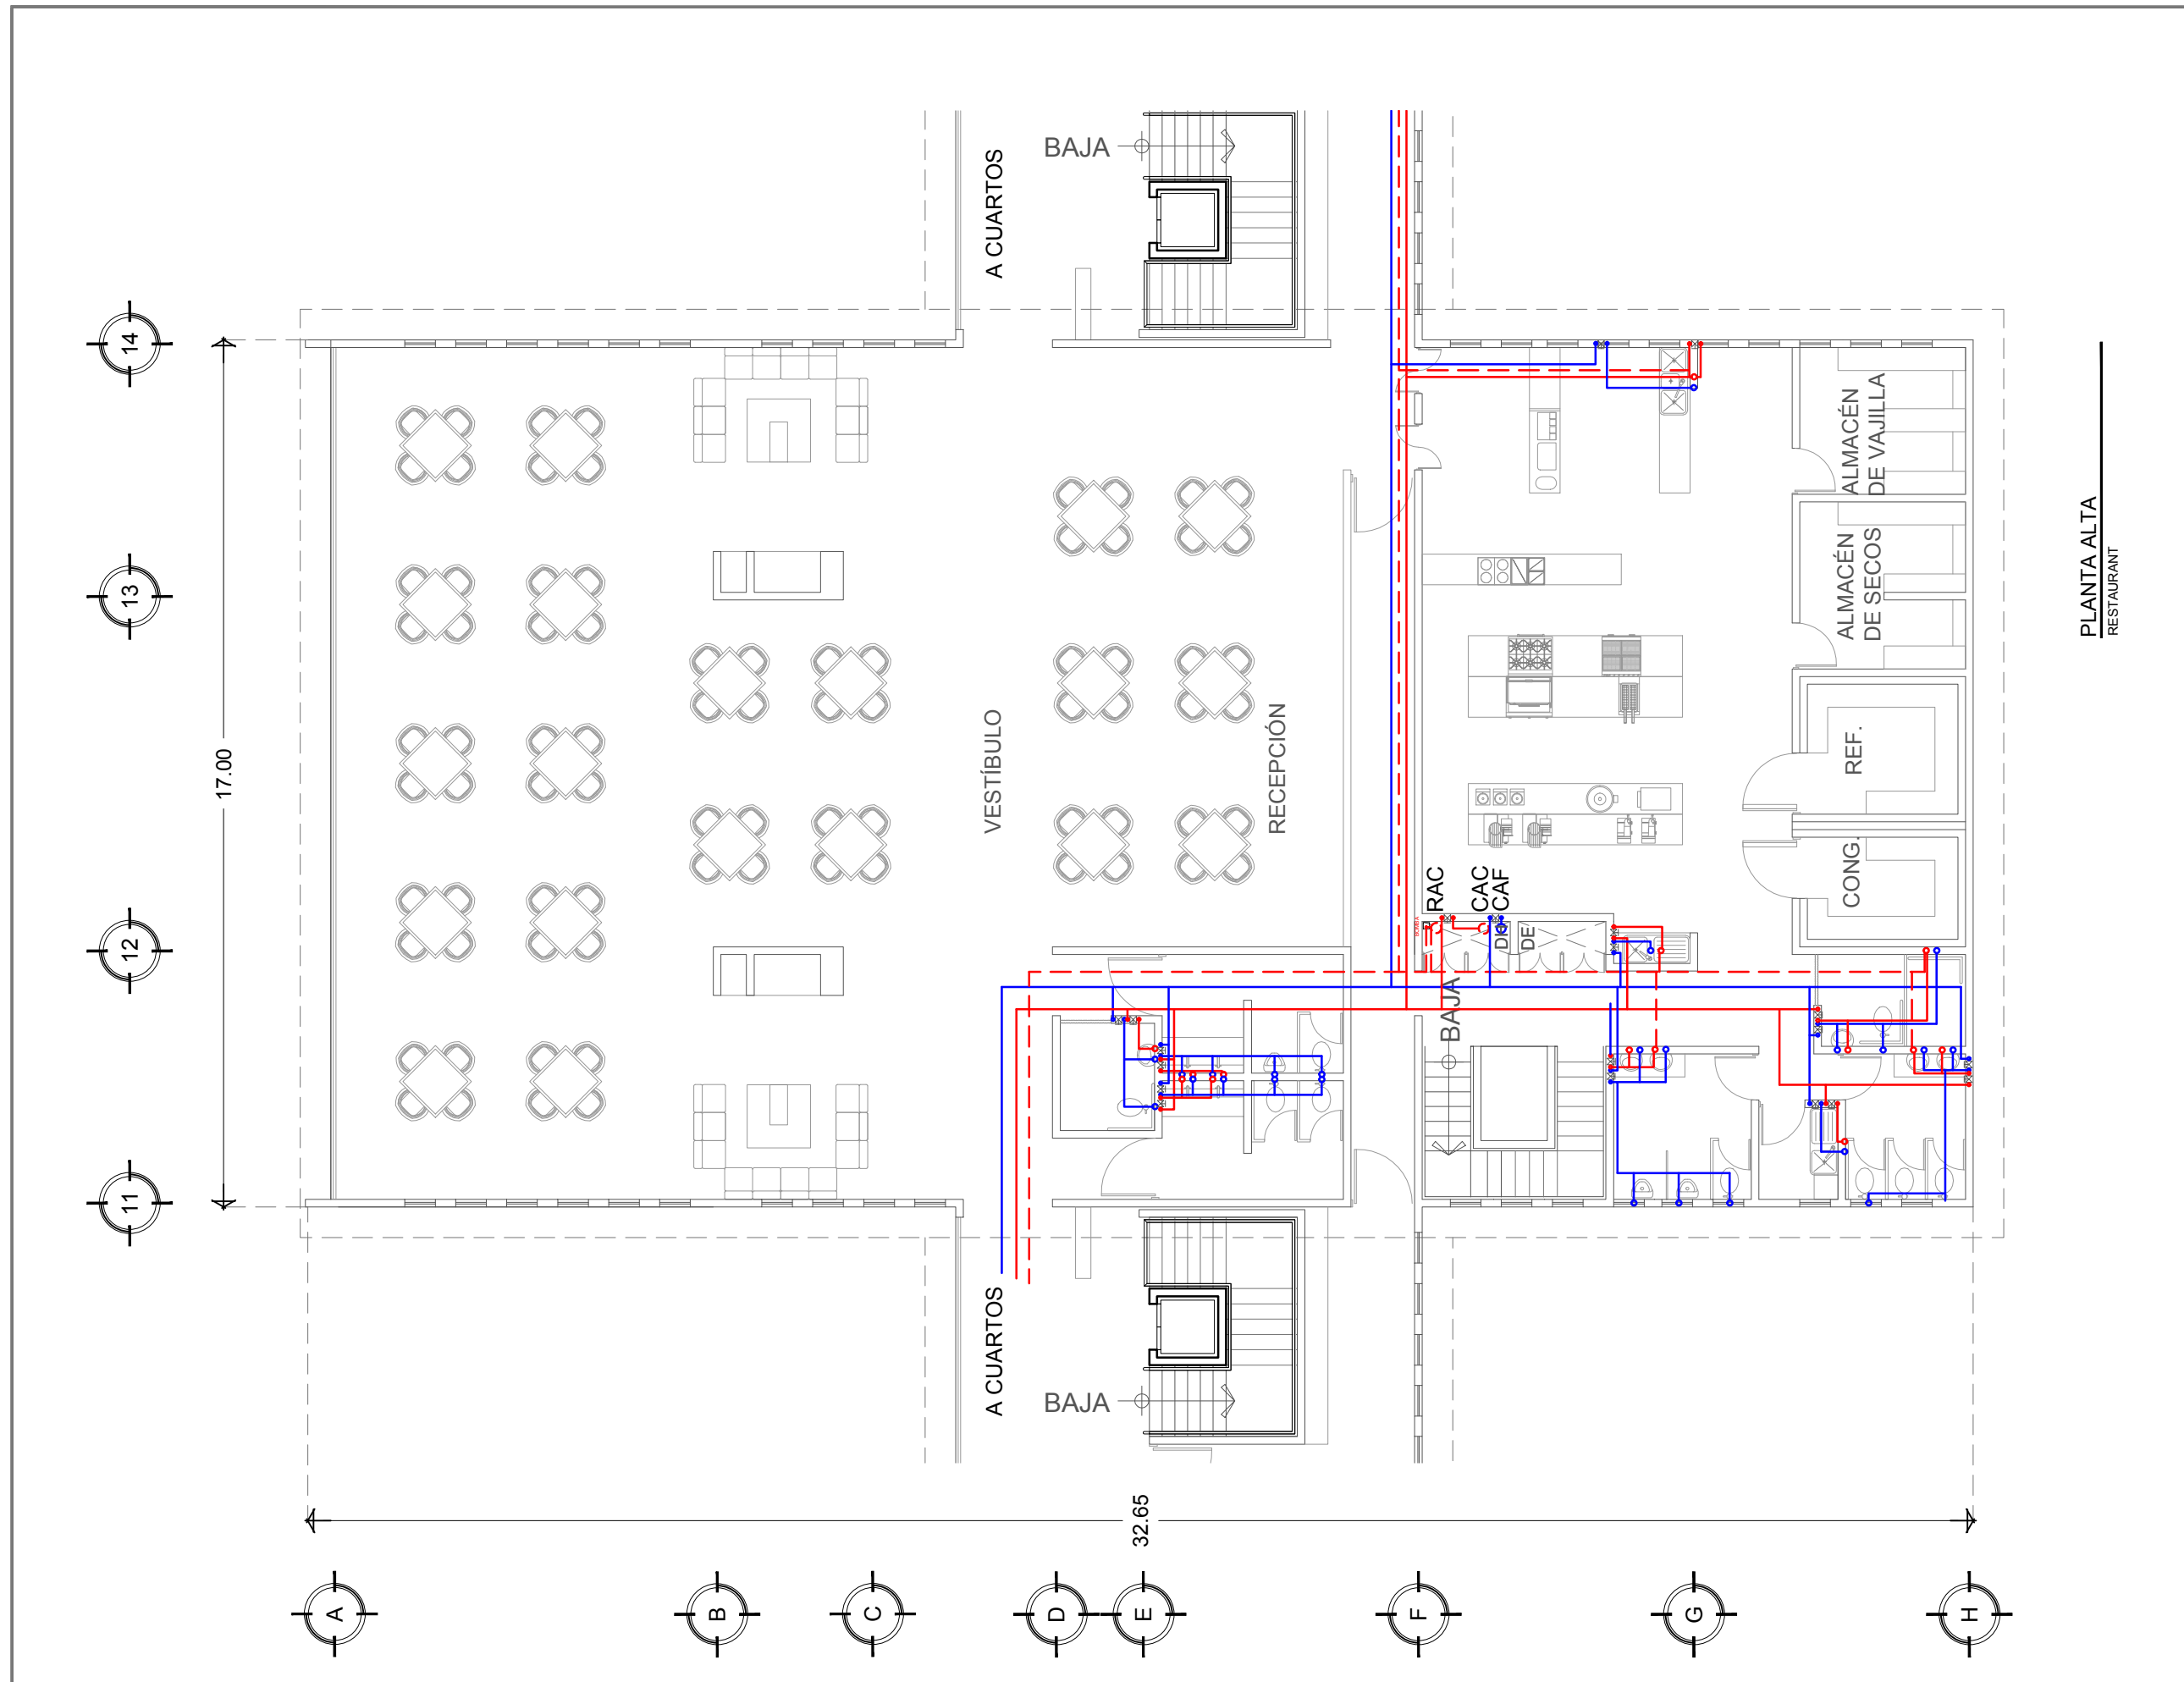 A CUARTOS
BAJA
14
13
12
11
17.00
VESTÍBULO
RECEPCIÓN
ALMACÉN
DE VAJILLA
ALMACÉN
DE SECOS
REF.
CONG.
RAC
CAC
CAF
BAJA
A CUARTOS
BAJA
32.65
A
B
C
D
E
F
G
H
PLANTA ALTA
RESTAURANT